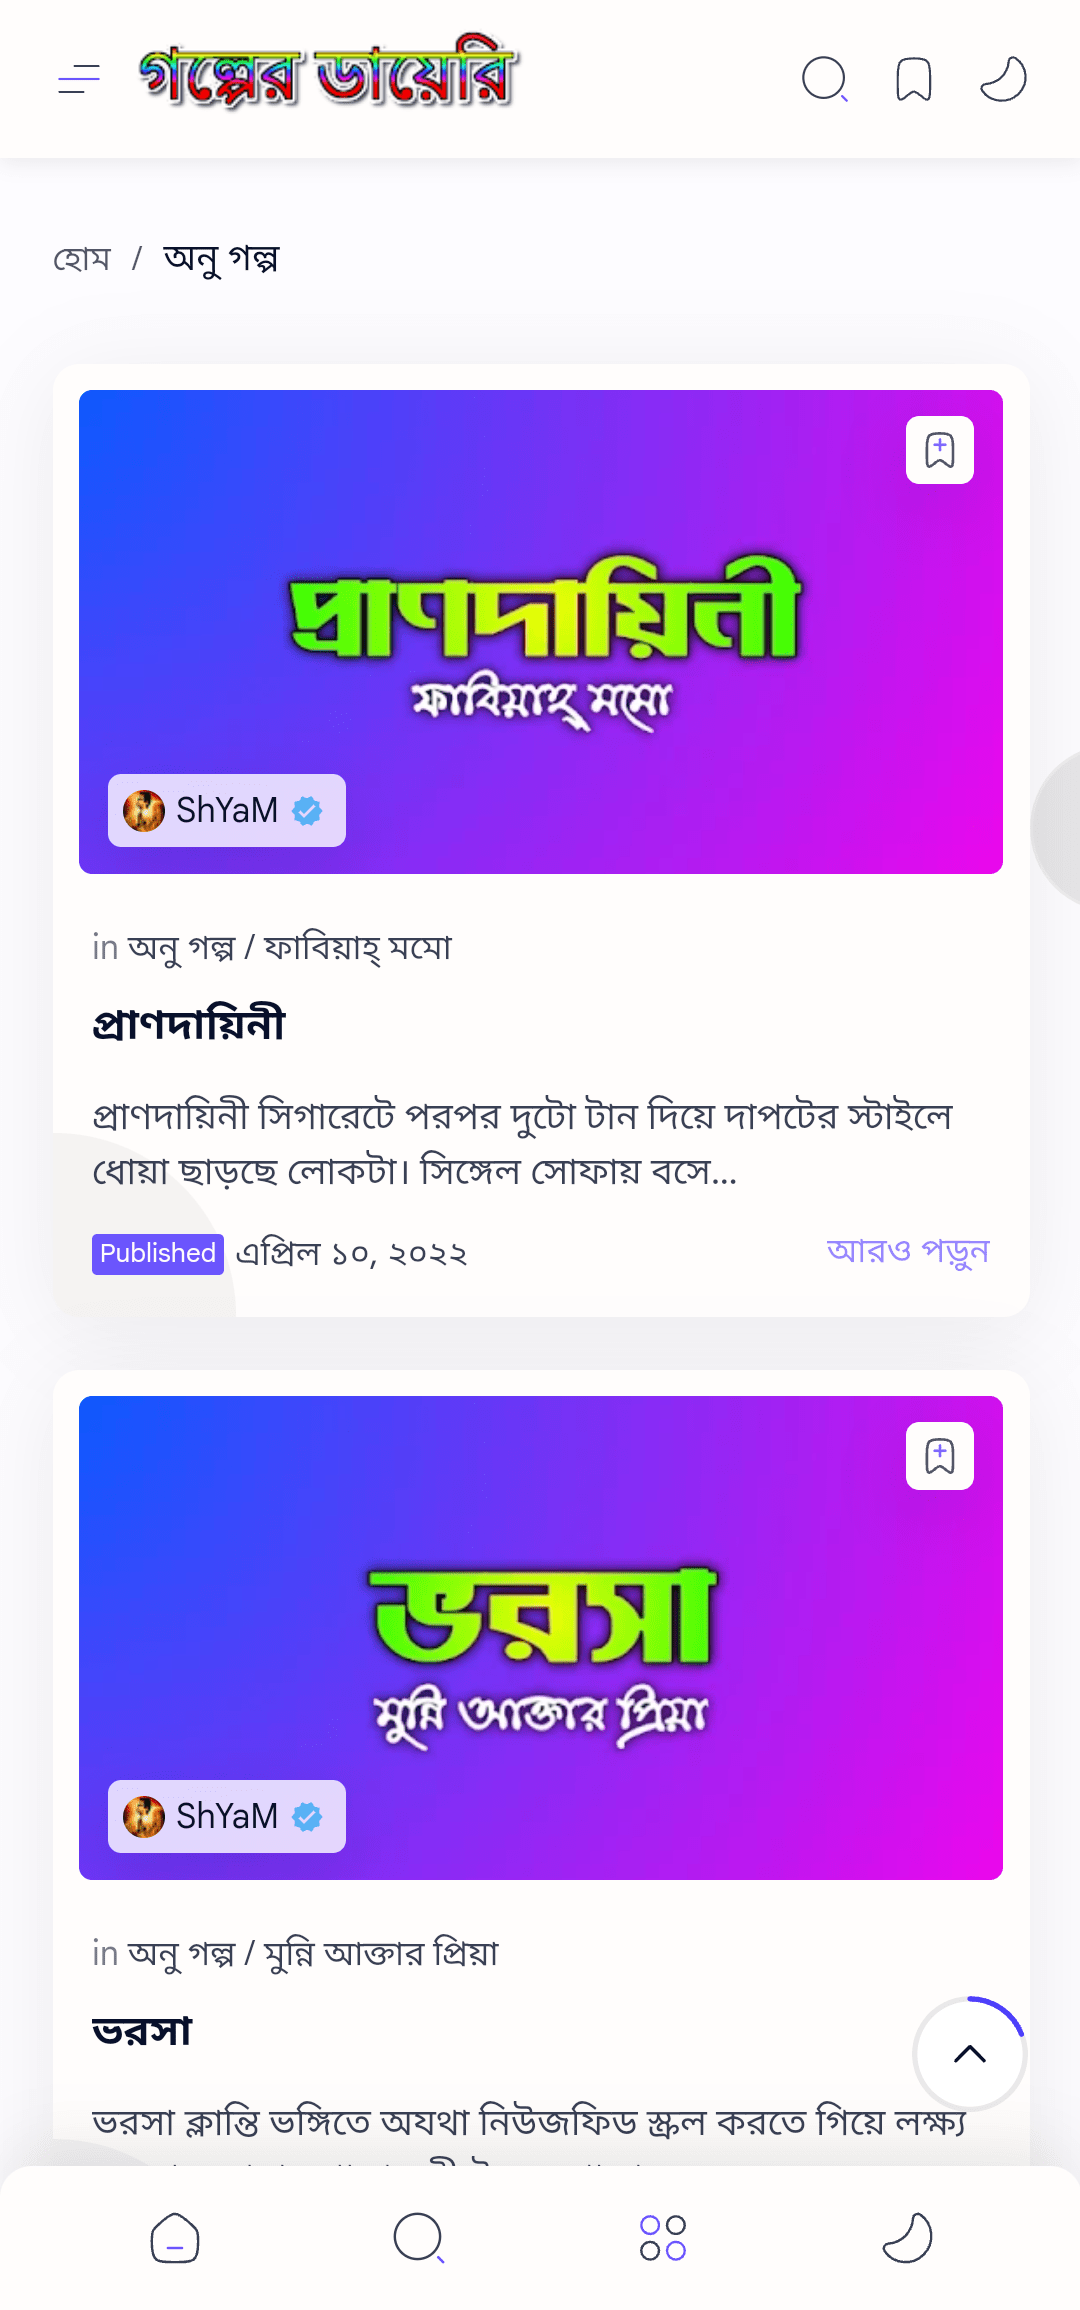 গল্পের ডায়েরি
হোম / অনু গল্প
প্রাণদায়িনী
ফাবিয়াহ্ মমো
ShYaM
in অনু গল্প / ফাবিয়াহ্ মমো
প্রাণদায়িনী
প্রাণদায়িনী সিগারেটে পরপর দুটো টান দিয়ে দাপটের স্টাইলে
ধোয়া ছাড়ছে লোকটা। সিঙ্গেল সোফায় বসে...
Published এপ্রিল ১০, ২০২২ আরও পড়ুন
ভরসা
মুন্নি আক্তার প্রিয়া
ShYaM
in অনু গল্প / মুন্নি আক্তার প্রিয়া
ভরসা
ভরসা ক্লান্তি ভঙ্গিতে অযথা নিউজফিড স্ক্রল করতে গিয়ে লক্ষ্য